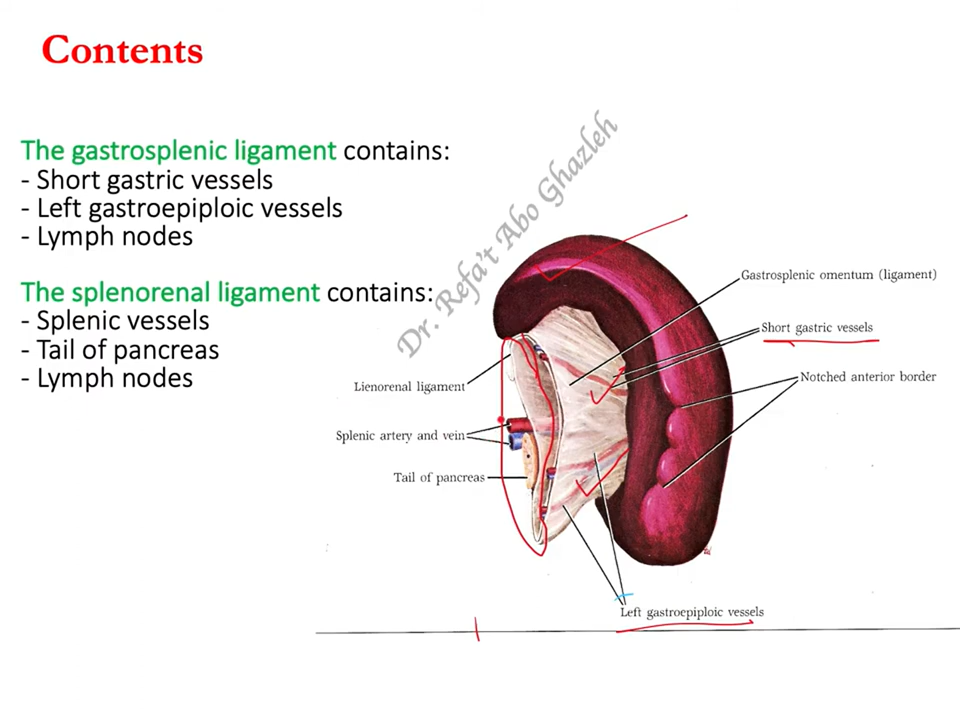 Contents
The gastrosplenic ligament contains:
- Short gastric vessels
- Left gastroepiploic vessels
- Lymph nodes
The splenorenal ligament contains:
- Splenic vessels
- Tail of pancreas
- Lymph nodes
Dr. Refa't Abo Ghazleh
Gastrosplenic omentum (ligament)
Short gastric vessels
Notched anterior border
Lienorenal ligament
Splenic artery and vein
Tail of pancreas
Left gastroepiploic vessels